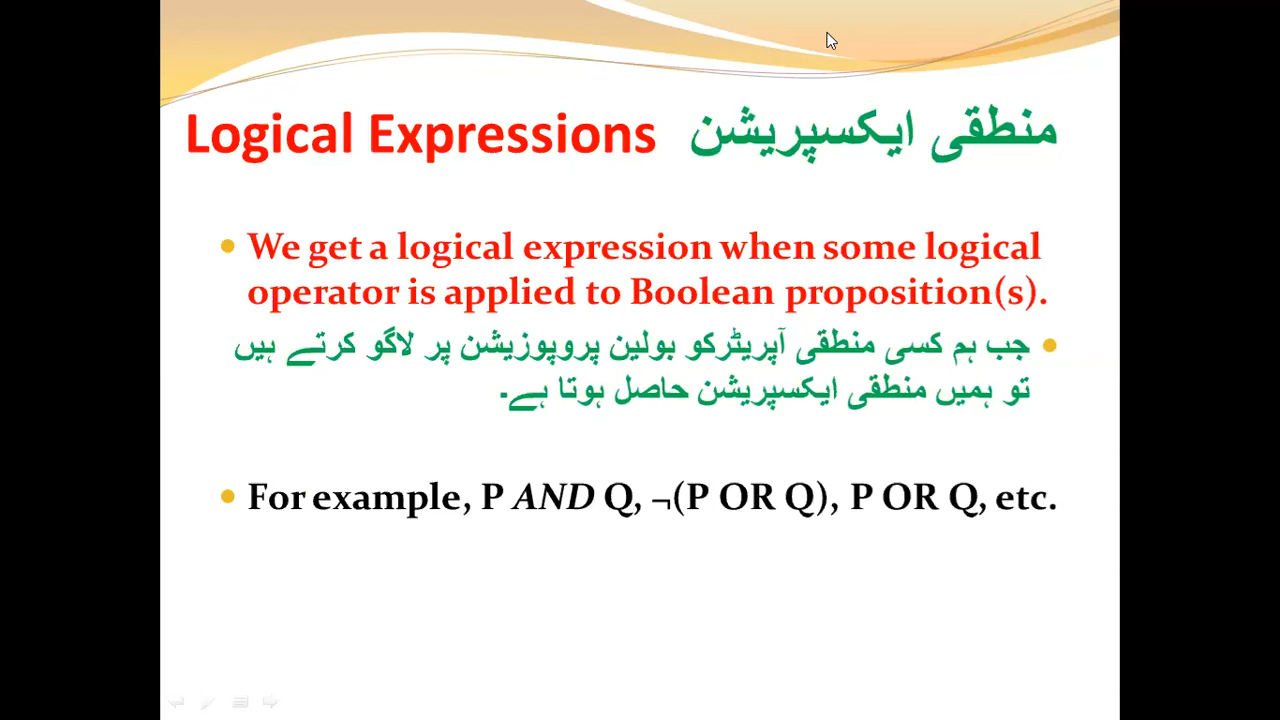 Logical Expressions منطقی ایکسپریشن
We get a logical expression when some logical
operator is applied to Boolean proposition(s).
جب ہم کسی منطقی آپریٹرکو بولین پروپوزیشن پر لاگو کرتے ہیں
تو ہمیں منطقی ایکسپریشن حاصل ہوتا ہے۔
For example, P AND Q, ¬(P OR Q), P OR Q, etc.